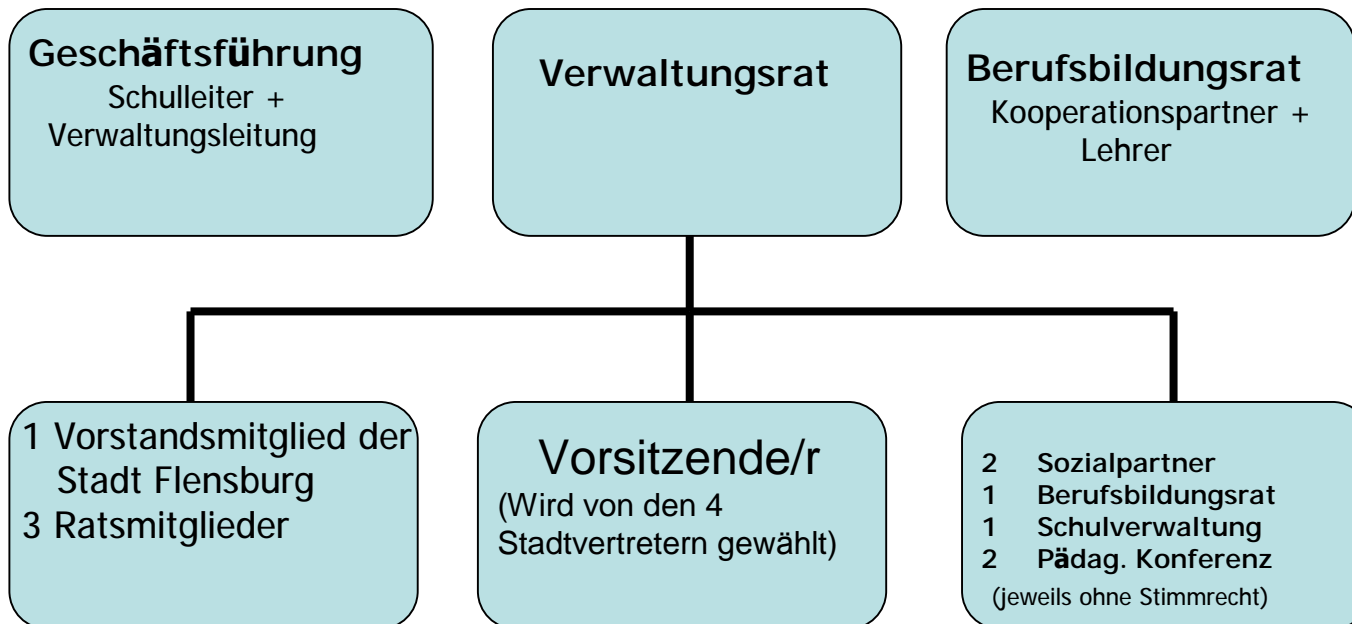 Geschäftsführung
Schulleiter +
Verwaltungsleitung
Verwaltungsrat
Berufsbildungsrat
Kooperationspartner +
Lehrer
1 Vorstandsmitglied der
Stadt Flensburg
3 Ratsmitglieder
Vorsitzende/r
(Wird von den 4
Stadtvertretern gewählt)
2 Sozialpartner
1 Berufsbildungsrat
1 Schulverwaltung
2 Pädag. Konferenz
(jeweils ohne Stimmrecht)